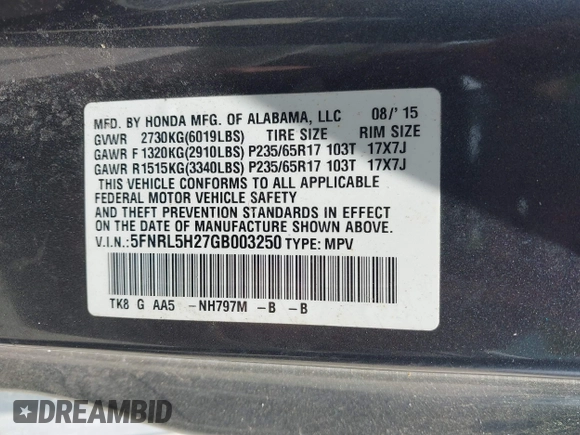 MFD. BY HONDA MFG. OF ALABAMA, LLC 08/'15
GVWR 2730KG(6019LBS) TIRE SIZE RIM SIZE
GAWR F 1320KG(2910LBS) P235/65R17 103T 17X7J
GAWR R1515KG(3340LBS) P235/65R17 103T 17X7J
THIS VEHICLE CONFORMS TO ALL APPLICABLE
FEDERAL MOTOR VEHICLE SAFETY
AND THEFT PREVENTION STANDARDS IN EFFECT
ON THE DATE OF MANUFACTURE SHOWN ABOVE.
V.I.N.:5FNRL5H27GB003250 TYPE: MPV
TK8 G AA5 -NH797M -B -B
DREAMBID